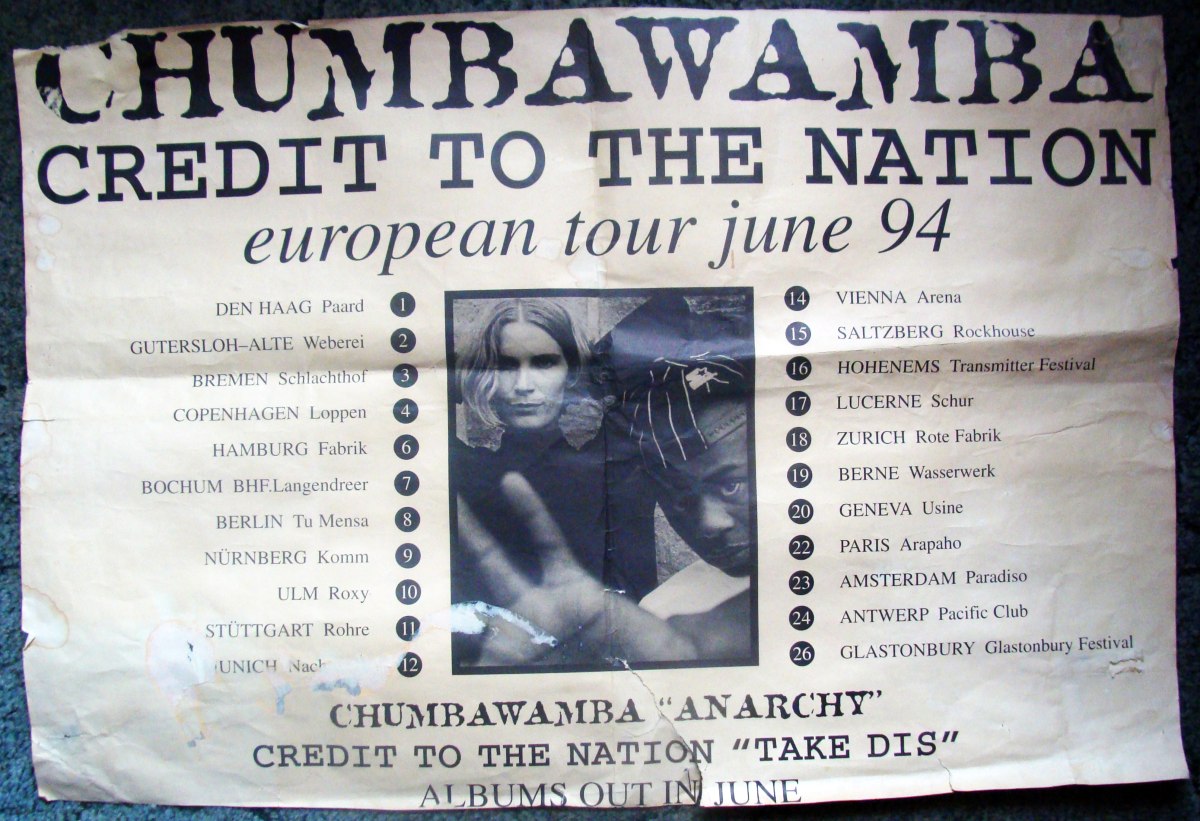 CHUMBAWAMBA
CREDIT TO THE NATION
european tour june 94
DEN HAAG Paard 1
GUTERSLOH–ALTE Weberei 2
BREMEN Schlachthof 3
COPENHAGEN Loppen 4
HAMBURG Fabrik 6
BOCHUM BHF.Langendreer 7
BERLIN Tu Mensa 8
NÜRNBERG Komm 9
ULM Roxy 10
STÜTTGART Rohre 11
12
14 VIENNA Arena
15 SALTZBERG Rockhouse
16 HOHENEMS Transmitter Festival
17 LUCERNE Schur
18 ZURICH Rote Fabrik
19 BERNE Wasserwerk
20 GENEVA Usine
22 PARIS Arapaho
23 AMSTERDAM Paradiso
24 ANTWERP Pacific Club
26 GLASTONBURY Glastonbury Festival
CHUMBAWAMBA "ANARCHY"
CREDIT TO THE NATION "TAKE DIS"
ALBUMS OUT IN JUNE